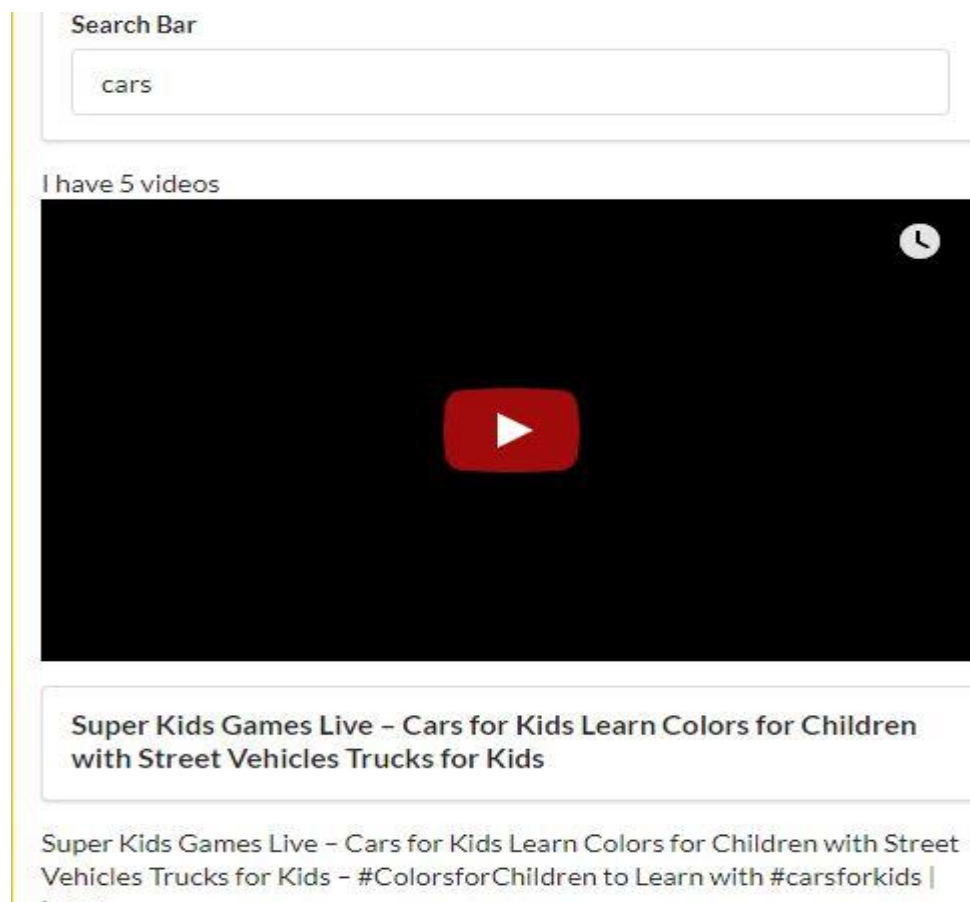 Search Bar
cars
I have 5 videos
Super Kids Games Live – Cars for Kids Learn Colors for Children
with Street Vehicles Trucks for Kids
Super Kids Games Live – Cars for Kids Learn Colors for Children with Street
Vehicles Trucks for Kids – #ColorsforChildren to Learn with #carsforkids |